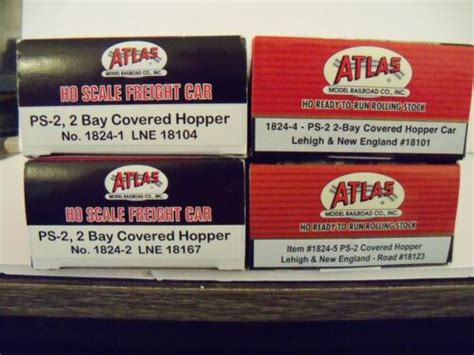 ATLAS
MODEL RAILROAD CO., INC.
HO SCALE FREIGHT CAR
PS-2, 2 Bay Covered Hopper
No. 1824-1 LNE 18104
ATLAS
MODEL RAILROAD CO., INC.
HO READY TO RUN ROLLING STOCK
1824-4 - PS-2 2-Bay Covered Hopper Car
Lehigh & New England #18101
ATLAS
MODEL RAILROAD CO., INC.
HO SCALE FREIGHT CAR
PS-2, 2 Bay Covered Hopper
No. 1824-2 LNE 18167
ATLAS
MODEL RAILROAD CO., INC.
HO READY-TO-RUN ROLLING STOCK
Item #1824-5 PS-2 Covered Hopper
Lehigh & New England - Road #18123